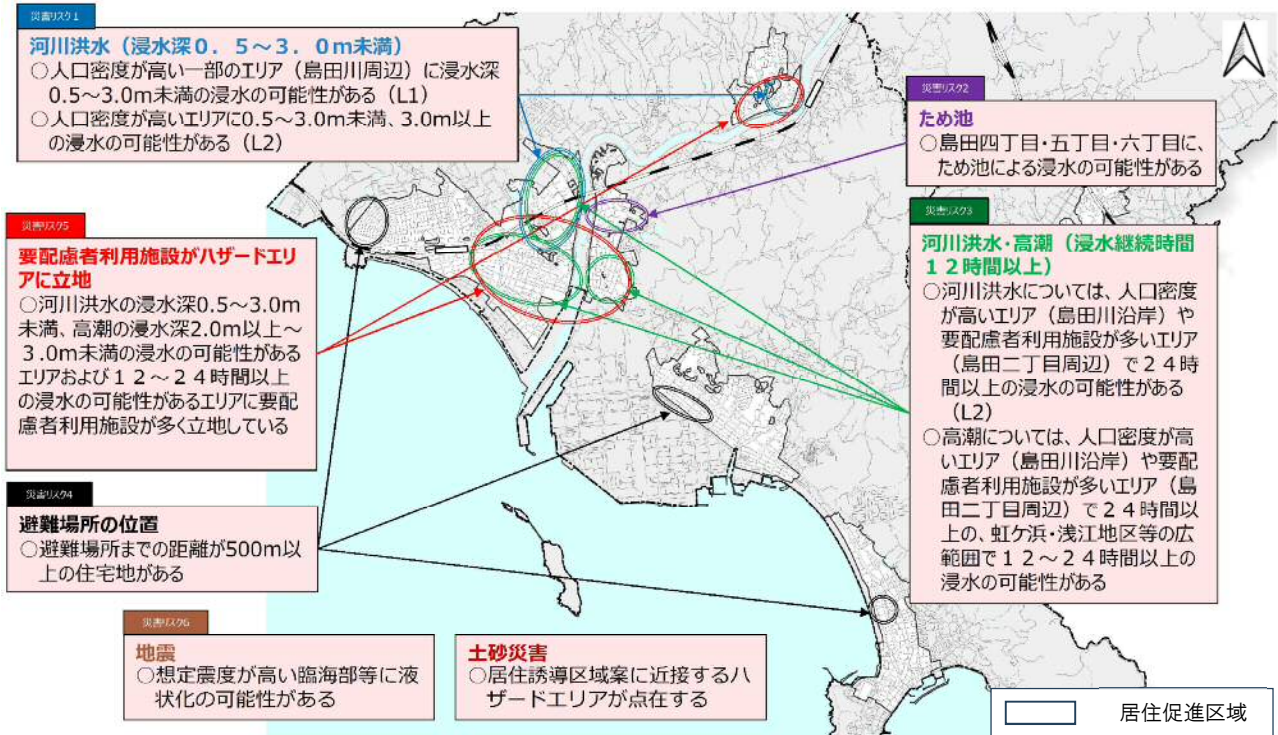 災害リスク1
河川洪水（浸水深０．５～３．０m未満）
○人口密度が高い一部のエリア（島田川周辺）に浸水深
0.5～3.0m未満の浸水の可能性がある（L1）
○人口密度が高いエリアに0.5～3.0m未満、3.0m以上
の浸水の可能性がある（L2）
災害リスク2
ため池
○島田四丁目・五丁目・六丁目に、
ため池による浸水の可能性がある
災害リスク3
河川洪水・高潮（浸水継続時間
１２時間以上）
○河川洪水については、人口密度
が高いエリア（島田川沿岸）や
要配慮者利用施設が多いエリア
（島田二丁目周辺）で２４時
間以上の浸水の可能性がある
（L2）
○高潮については、人口密度が高
いエリア（島田川沿岸）や要配
慮者利用施設が多いエリア（島
田二丁目周辺）で２４時間以
上の、虹ケ浜・浅江地区等の広
範囲で１２～２４時間以上の
浸水の可能性がある
災害リスク5
要配慮者利用施設がハザードエリ
アに立地
○河川洪水の浸水深0.5～3.0m
未満、高潮の浸水深2.0m以上～
3.0m未満の浸水の可能性がある
エリアおよび１２～２４時間以上
の浸水の可能性があるエリアに要配
慮者利用施設が多く立地している
災害リスク4
避難場所の位置
○避難場所までの距離が500m以
上の住宅地がある
災害リスク6
地震
○想定震度が高い臨海部等に液
状化の可能性がある
土砂災害
○居住誘導区域案に近接するハ
ザードエリアが点在する
居住促進区域